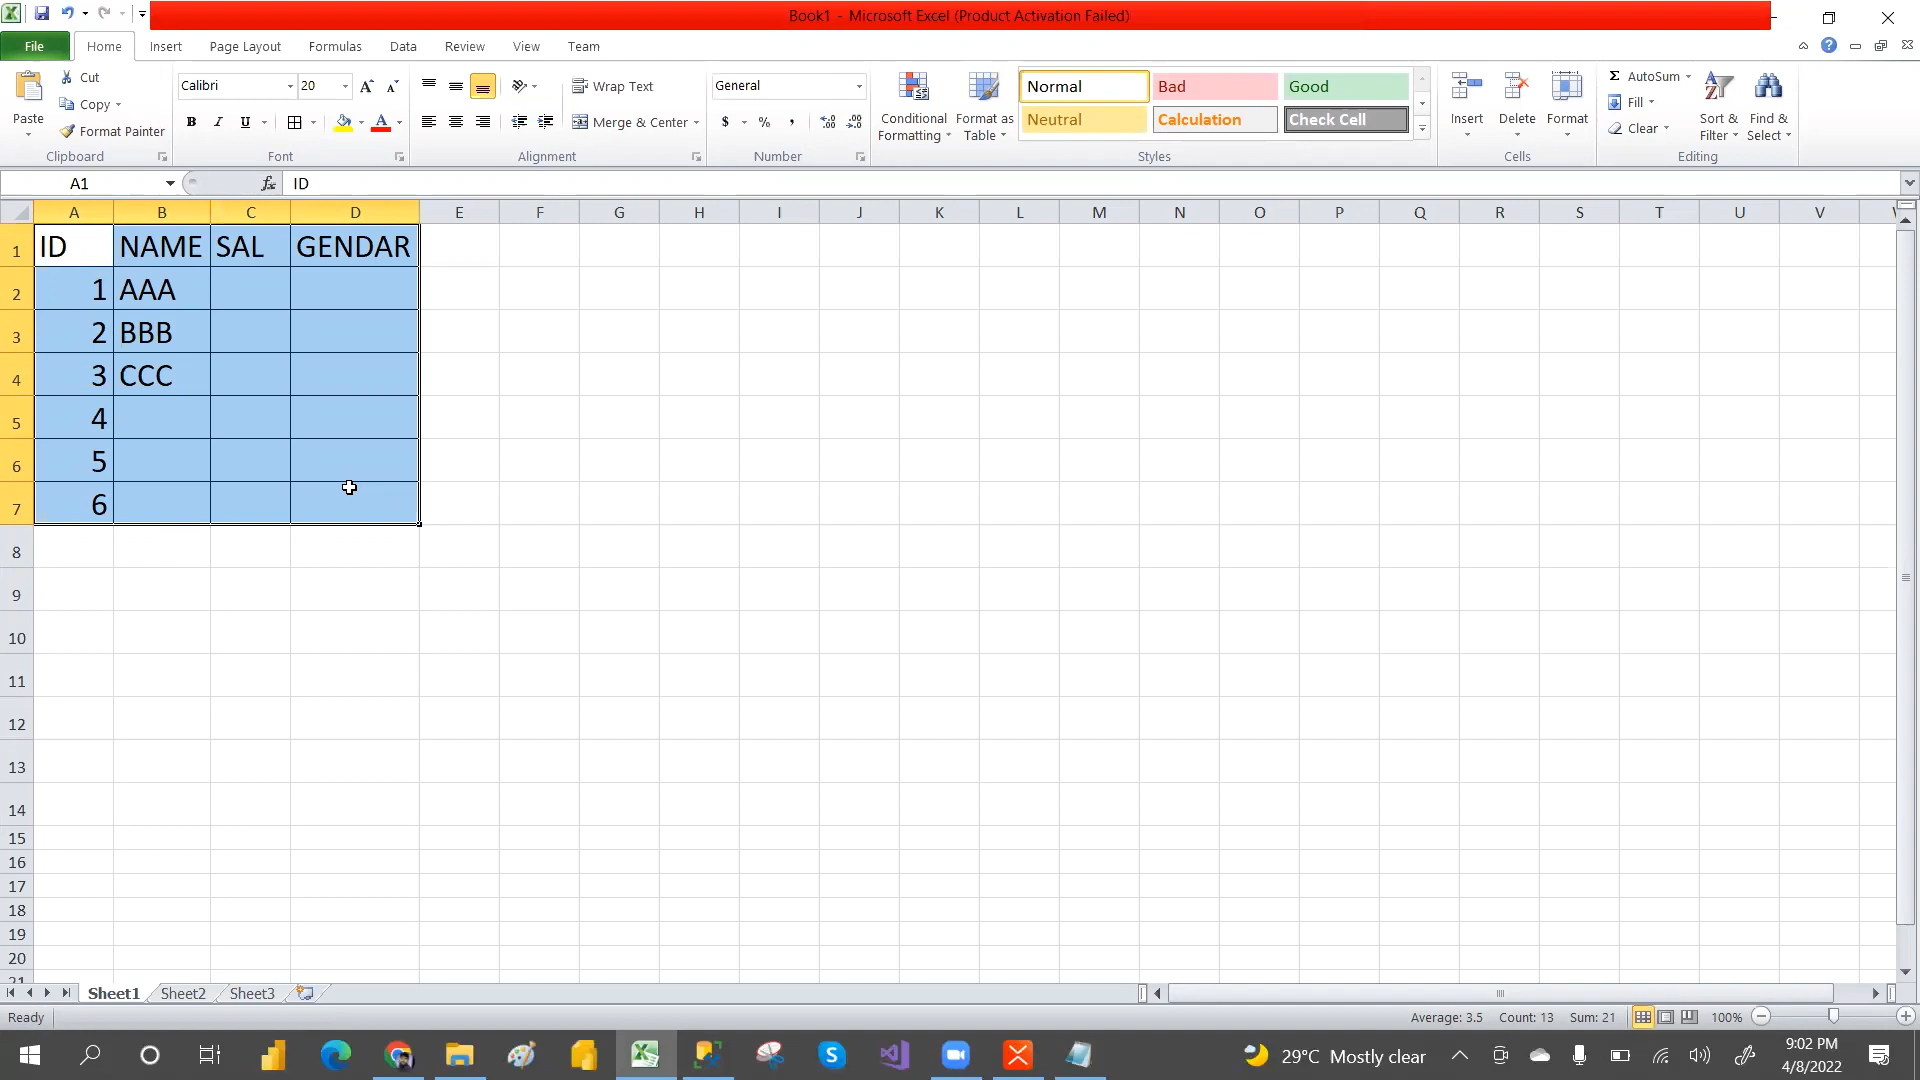 Book1 - Microsoft Excel (Product Activation Failed)
File Home Insert Page Layout Formulas Data Review View Team
Paste
Cut
Copy
Format Painter
Clipboard
Calibri 20
B I U
Font
Wrap Text
Merge & Center
Alignment
General
$ % ,
Number
Conditional Formatting
Format as Table
Normal Bad Good
Neutral Calculation Check Cell
Styles
Insert Delete Format
Cells
Σ AutoSum
Fill
Clear
Sort & Filter
Find & Select
Editing
A1 fx ID
A B C D E F G H I J K L M N O P Q R S T U V
1 ID NAME SAL GENDAR
2 1 AAA
3 2 BBB
4 3 CCC
5 4
6 5
7 6
8
9
10
11
12
13
14
15
16
17
18
19
20
21
Sheet1 Sheet2 Sheet3
Ready Average: 3.5 Count: 13 Sum: 21 100%
29°C Mostly clear
9:02 PM
4/8/2022